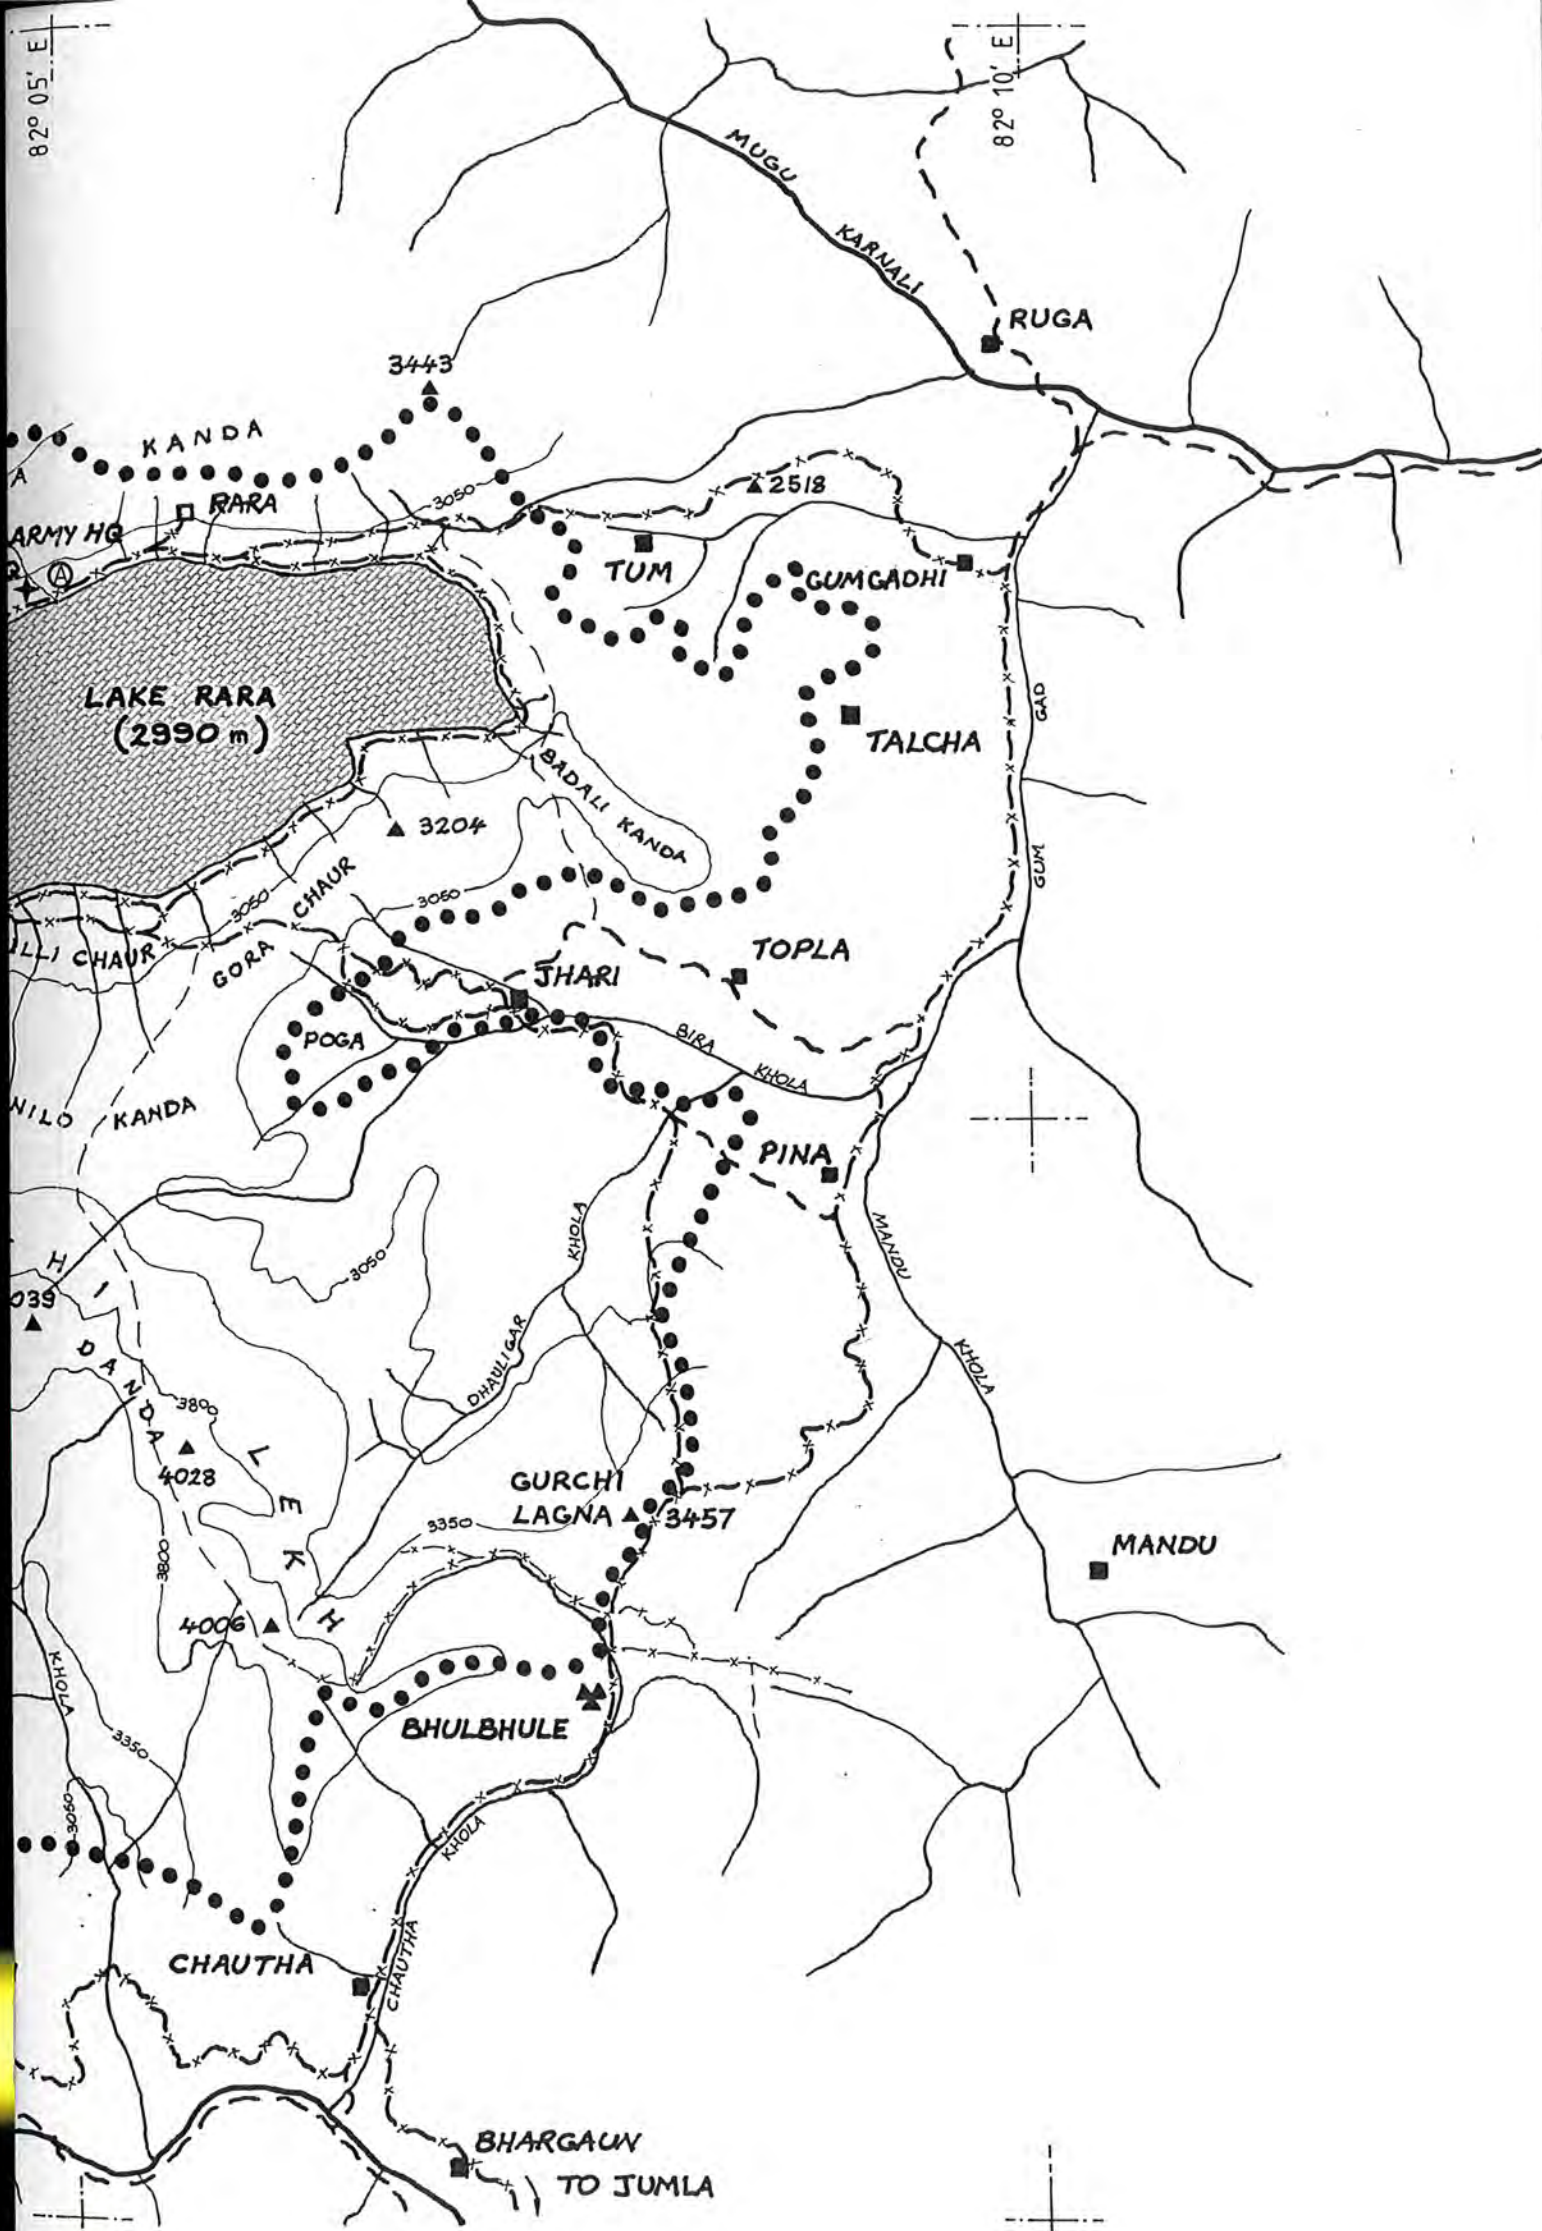 82° 05' E
82° 10' E
MUGU
KARNALI
RUGA
3443
KANDA
A
RARA
3050
2518
ARMY HQ
A
TUM
GUMGADHI
LAKE RARA
(2990 m)
GAD
TALCHA
BADALI KANDA
3204
GUM
CHAUR
3050
3050
ILLI CHAUR
GORA
TOPLA
JHARI
POGA
BIRA
KHOLA
NILO KANDA
PINA
KHOLA
MANDU
3050
H I
039
DANDA
DHAULIGAR
KHOLA
3800
4028
LEKH
GURCHI
LAGNA
3457
3350
MANDU
3800
4006
KHOLA
BHULBHULE
3350
3050
KHOLA
CHAUTHA
CHAUTHA
BHARGAUN
TO JUMLA